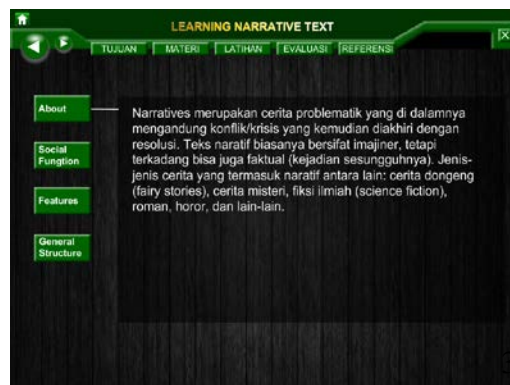 LEARNING NARRATIVE TEXT
TUJUAN MATERI LATIHAN EVALUASI REFERENSI
About
Narratives merupakan cerita problematik yang di dalamnya
mengandung konflik/krisis yang kemudian diakhiri dengan
resolusi. Teks naratif biasanya bersifat imajiner, tetapi
terkadang bisa juga faktual (kejadian sesungguhnya). Jenis-
jenis cerita yang termasuk naratif antara lain: cerita dongeng
(fairy stories), cerita misteri, fiksi ilmiah (science fiction),
roman, horor, dan lain-lain.
Social
Fungtion
Features
General
Structure